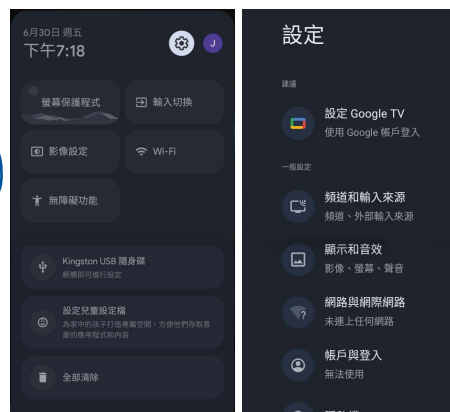 6月30日 週五
下午7:18
J
螢幕保護程式
輸入切換
影像設定
Wi-Fi
無障礙功能
Kingston USB 隨身碟
輕觸即可進行設定
設定兒童設定檔
為家中的孩子打造專屬空間，方便他們存取喜
愛的應用程式和內容
全部清除
設定
建議
設定 Google TV
使用 Google 帳戶登入
一般設定
頻道和輸入來源
頻道、外部輸入來源
顯示和音效
影像、螢幕、聲音
網路與網際網路
未連上任何網路
帳戶與登入
無法使用